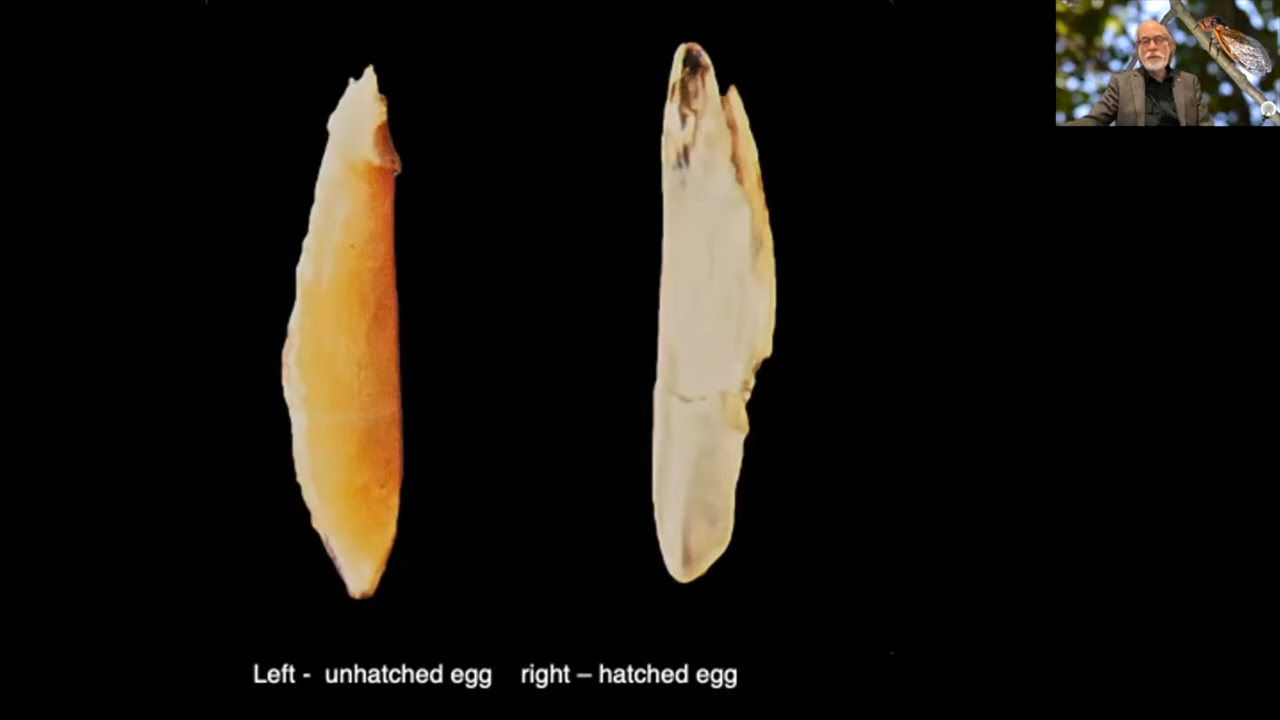 Left -  unhatched egg    right – hatched egg